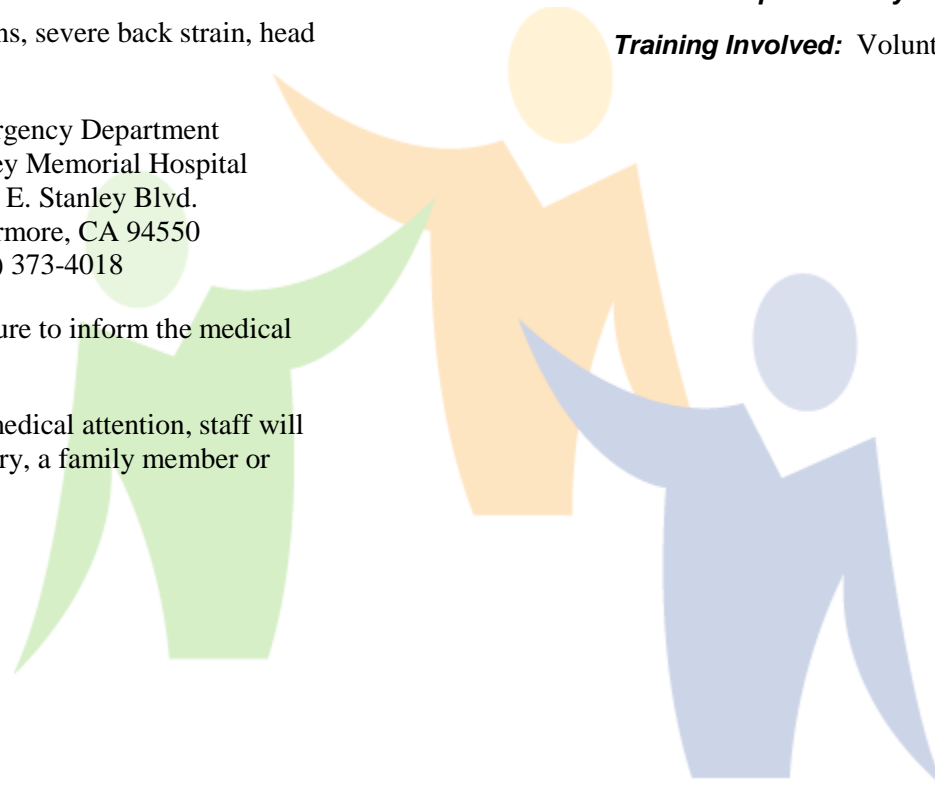 ns, severe back strain, head
rgency Department
ey Memorial Hospital
E. Stanley Blvd.
rmore, CA 94550
) 373-4018
ure to inform the medical
medical attention, staff will
ry, a family member or
Training Involved: Volunt